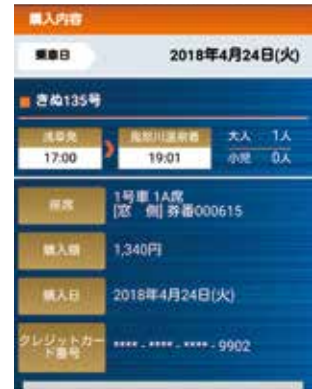 購入内容
乗車日
2018年4月24日(火)
きぬ135号
浅草発
鬼怒川温泉着
大人 1人
17:00
19:01
小児 0人
座席
1号車 1A席
[窓 側] 券番000615
購入額
1,340円
購入日
2018年4月24日(火)
クレジットカード番号
****-****-****-9902